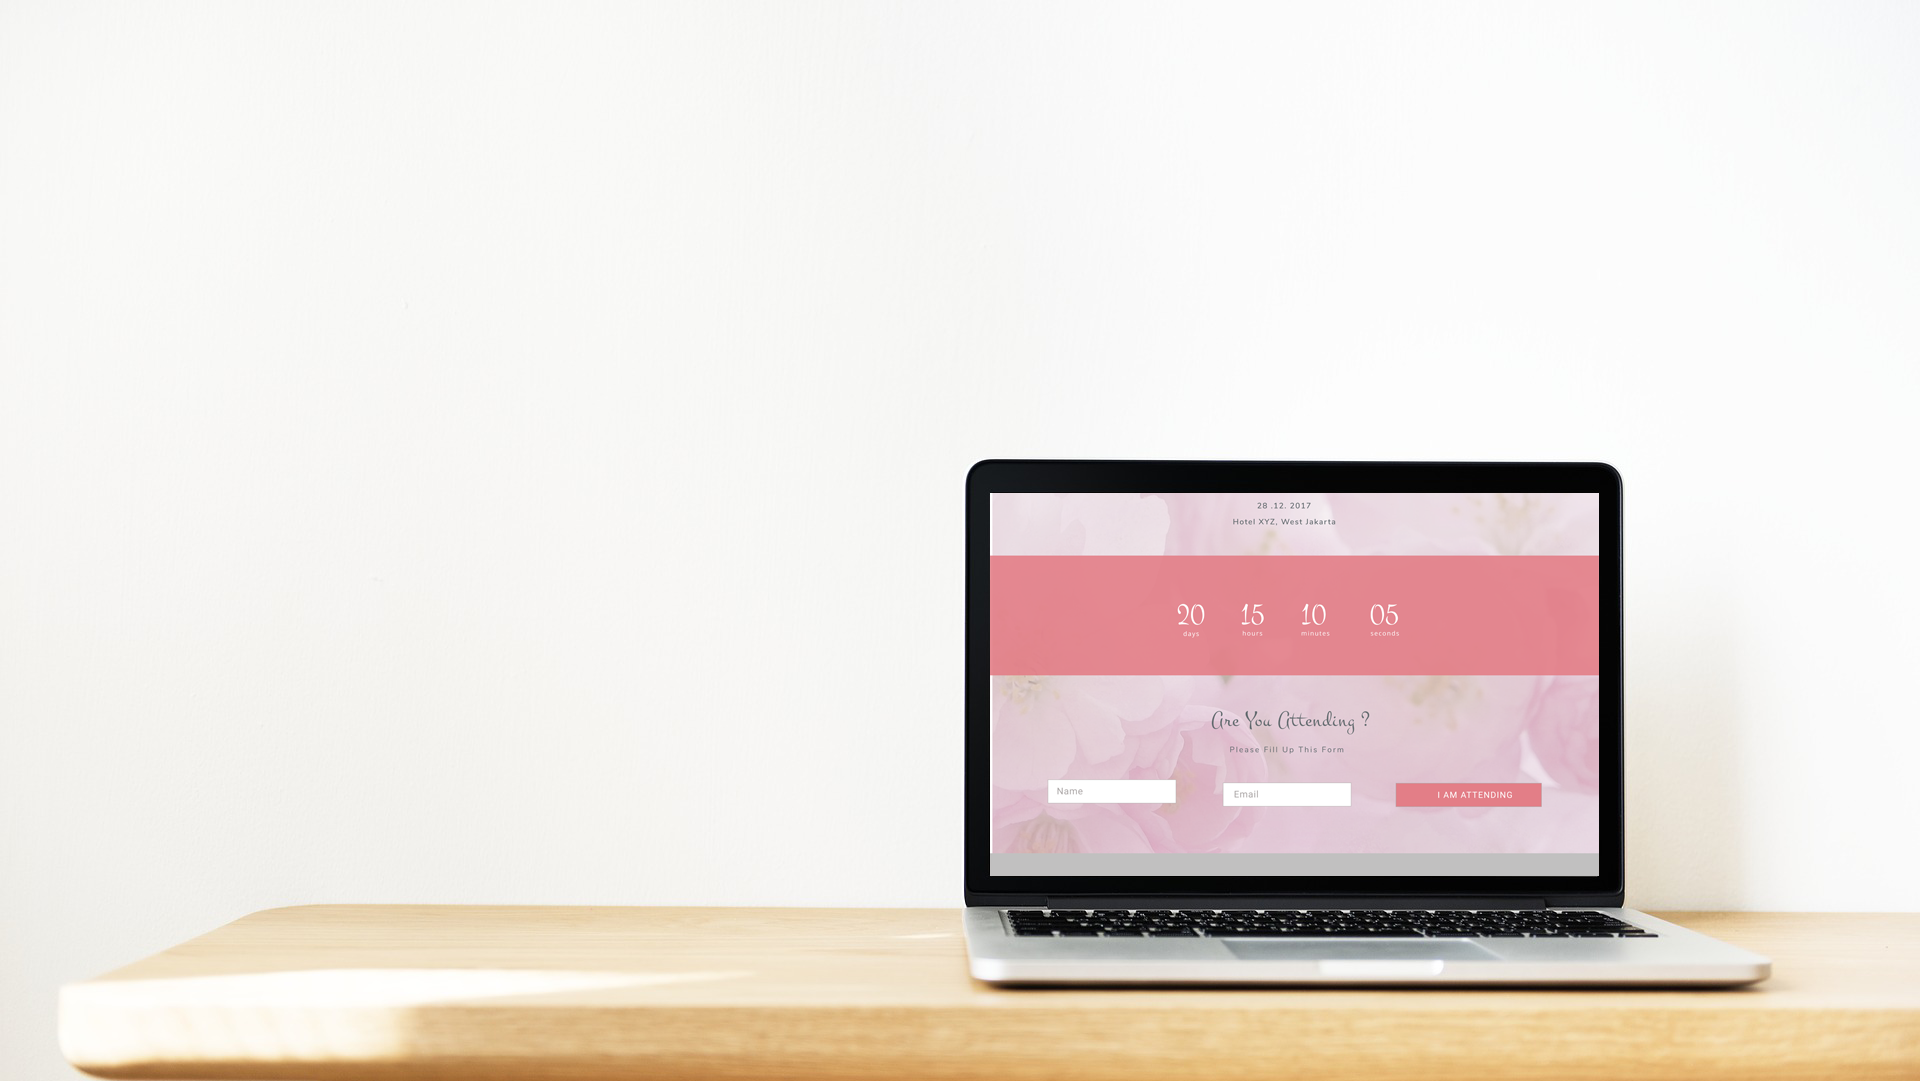 28 .12. 2017
Hotel XYZ, West Jakarta
20 15 10 05
days hours minutes seconds
Are You Attending ?
Please Fill Up This Form
Name Email I AM ATTENDING